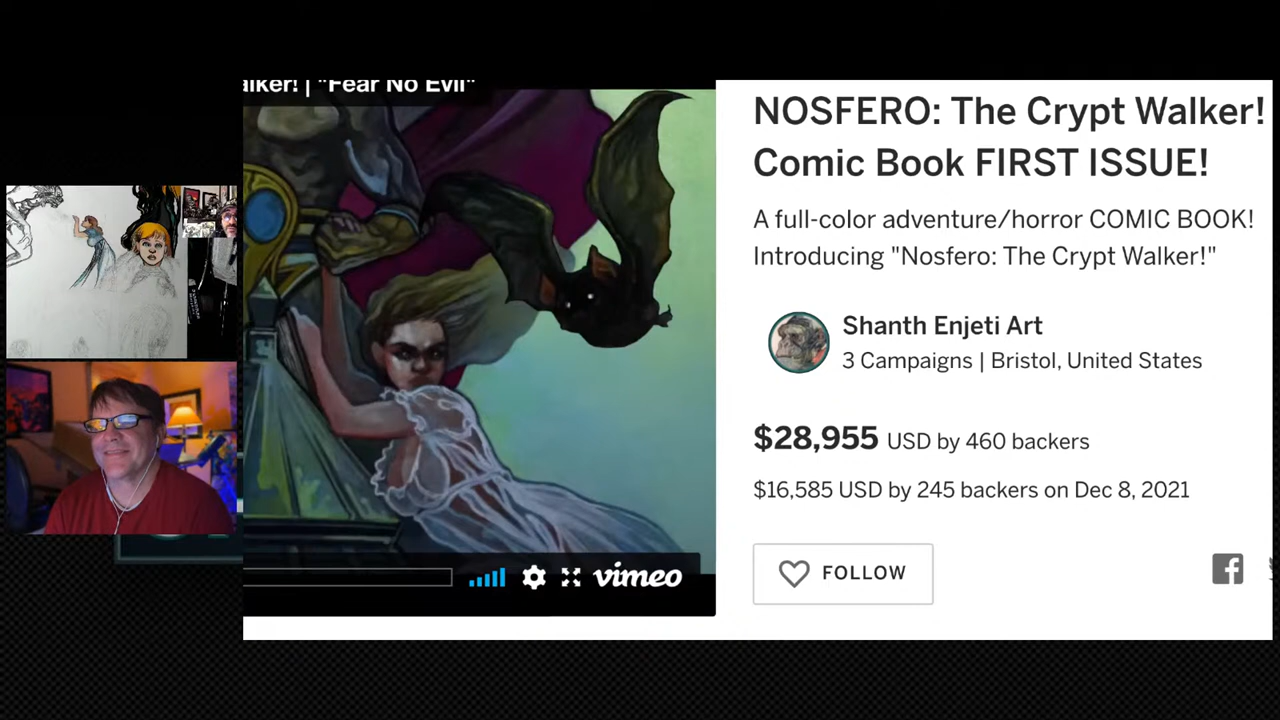 alker! | "Fear No Evil"
NOSFERO: The Crypt Walker!
Comic Book FIRST ISSUE!
A full-color adventure/horror COMIC BOOK!
Introducing "Nosfero: The Crypt Walker!"
Shanth Enjeti Art
3 Campaigns | Bristol, United States
$28,955 USD by 460 backers
$16,585 USD by 245 backers on Dec 8, 2021
FOLLOW
vimeo